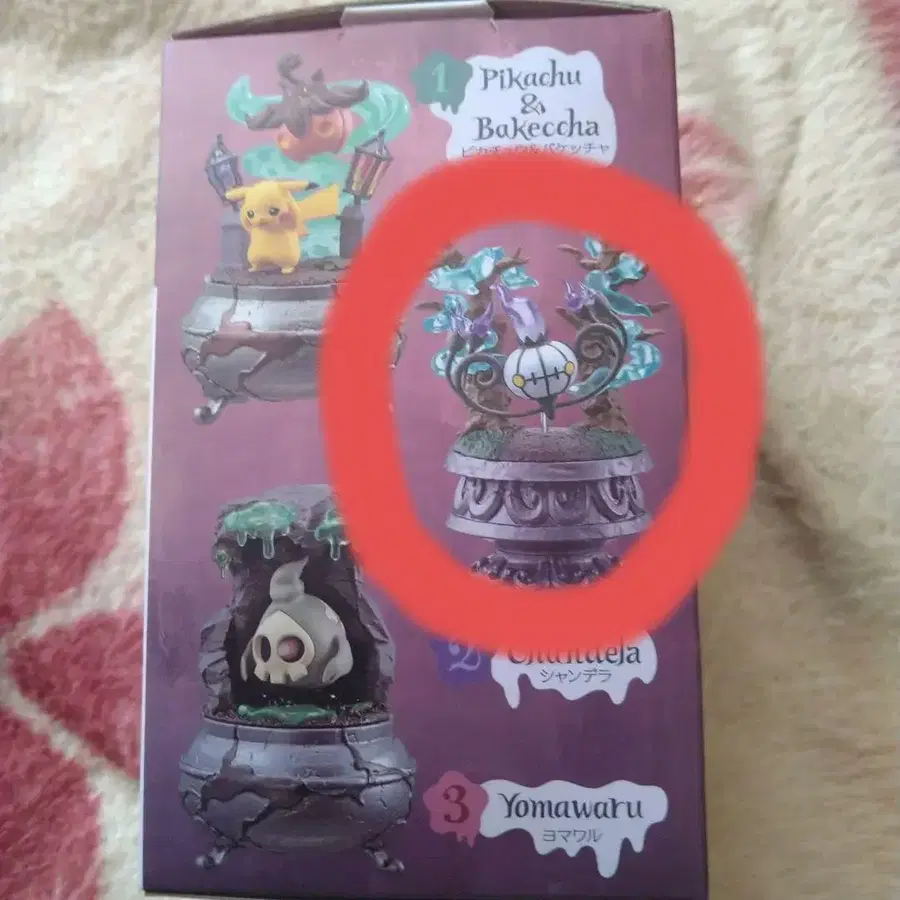 1
Pikachu
&
Bakeccha
ピカチュウ&バケッチャ
2
シャンデラ
3
Yomawaru
ヨマワル